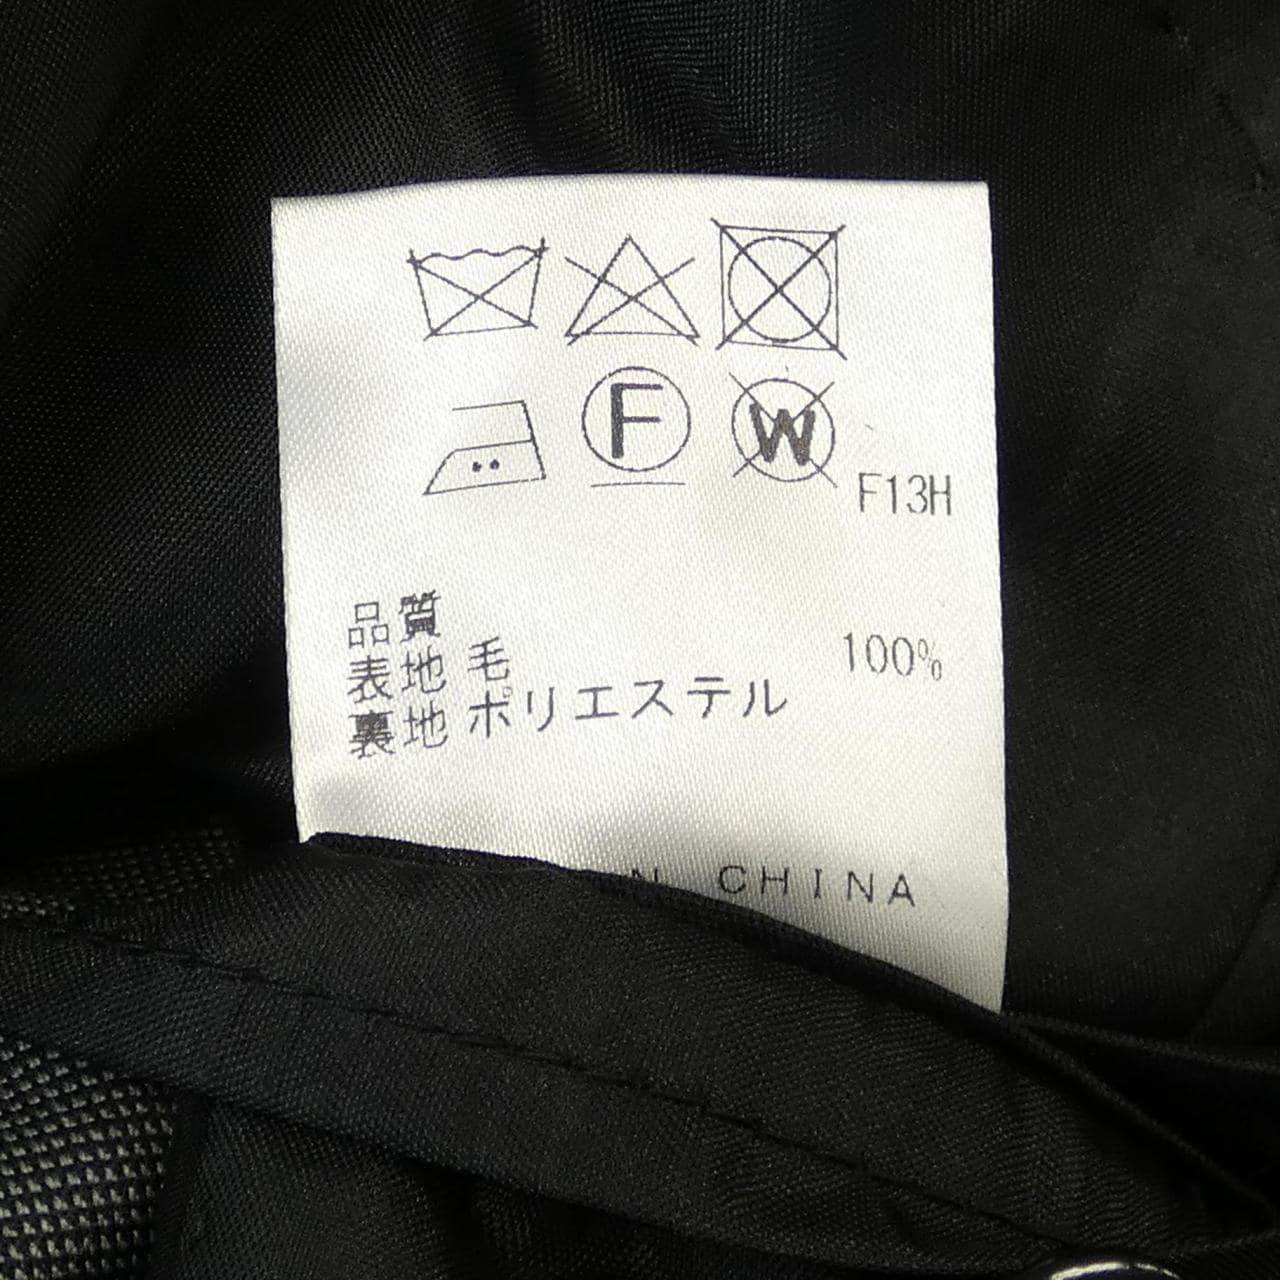 F
W
F13H
品質
表地 毛 100%
裏地 ポリエステル
N CHINA